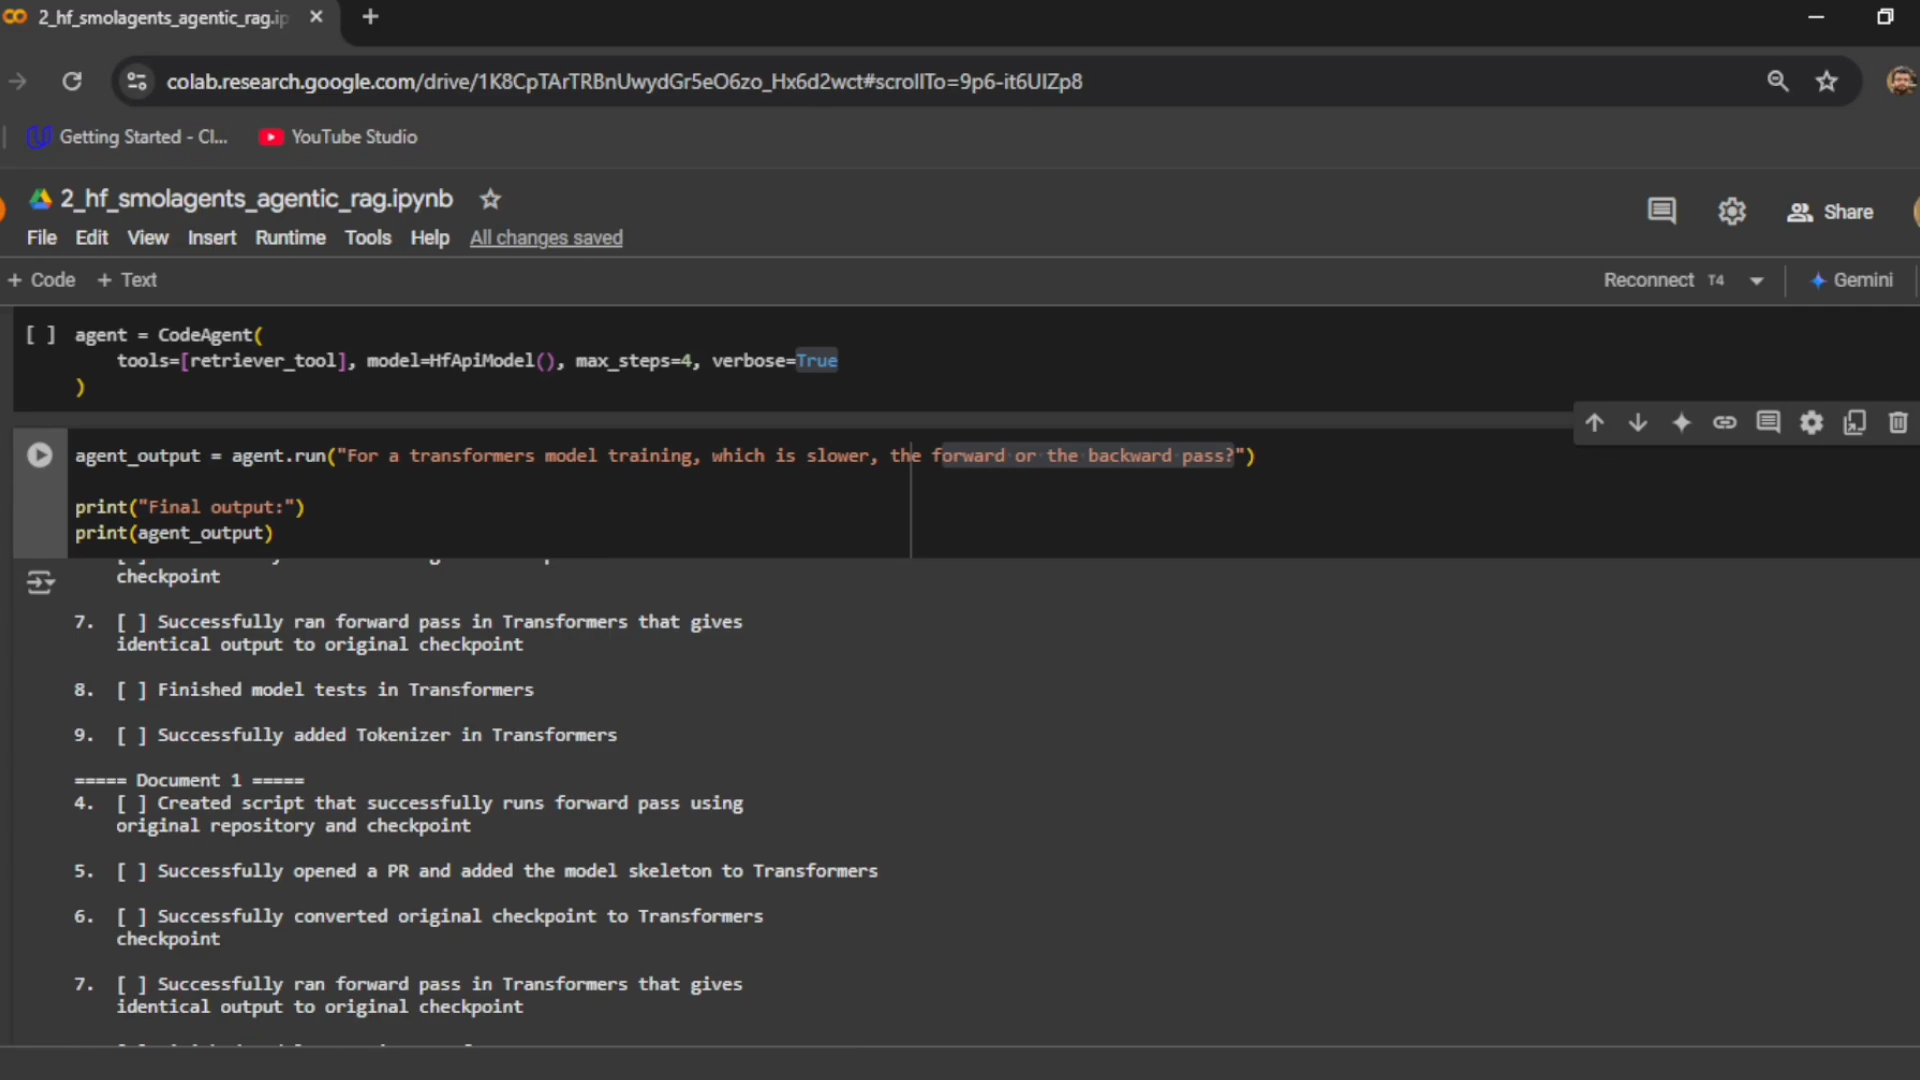 2_hf_smolagents_agentic_rag.ip
colab.research.google.com/drive/1K8CpTArTRBnUwydGr5eO6zo_Hx6d2wct#scrollTo=9p6-it6UIZp8
Getting Started - Cl... YouTube Studio
2_hf_smolagents_agentic_rag.ipynb
Share
File Edit View Insert Runtime Tools Help All changes saved
+ Code + Text Reconnect T4 Gemini
[ ] agent = CodeAgent(
tools=[retriever_tool], model=HfApiModel(), max_steps=4, verbose=True
)
agent_output = agent.run("For a transformers model training, which is slower, the forward or the backward pass?")
print("Final output:")
print(agent_output)
checkpoint
7. [ ] Successfully ran forward pass in Transformers that gives
identical output to original checkpoint
8. [ ] Finished model tests in Transformers
9. [ ] Successfully added Tokenizer in Transformers
===== Document 1 =====
4. [ ] Created script that successfully runs forward pass using
original repository and checkpoint
5. [ ] Successfully opened a PR and added the model skeleton to Transformers
6. [ ] Successfully converted original checkpoint to Transformers
checkpoint
7. [ ] Successfully ran forward pass in Transformers that gives
identical output to original checkpoint